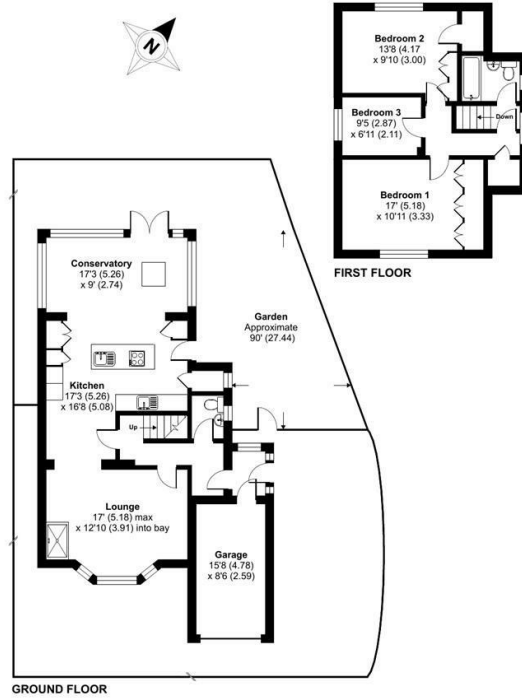 N
Bedroom 2
13'8 (4.17
x 9'10 (3.00)
Bedroom 3
9'5 (2.87)
x 6'11 (2.11)
Down
Bedroom 1
17' (5.18)
x 10'11 (3.33)
FIRST FLOOR
Conservatory
17'3 (5.26)
x 9' (2.74)
Garden
Approximate
90' (27.44)
Kitchen
17'3 (5.26)
x 16'8 (5.08)
Up
Lounge
17' (5.18) max
x 12'10 (3.91) into bay
Garage
15'8 (4.78)
x 8'6 (2.59)
GROUND FLOOR